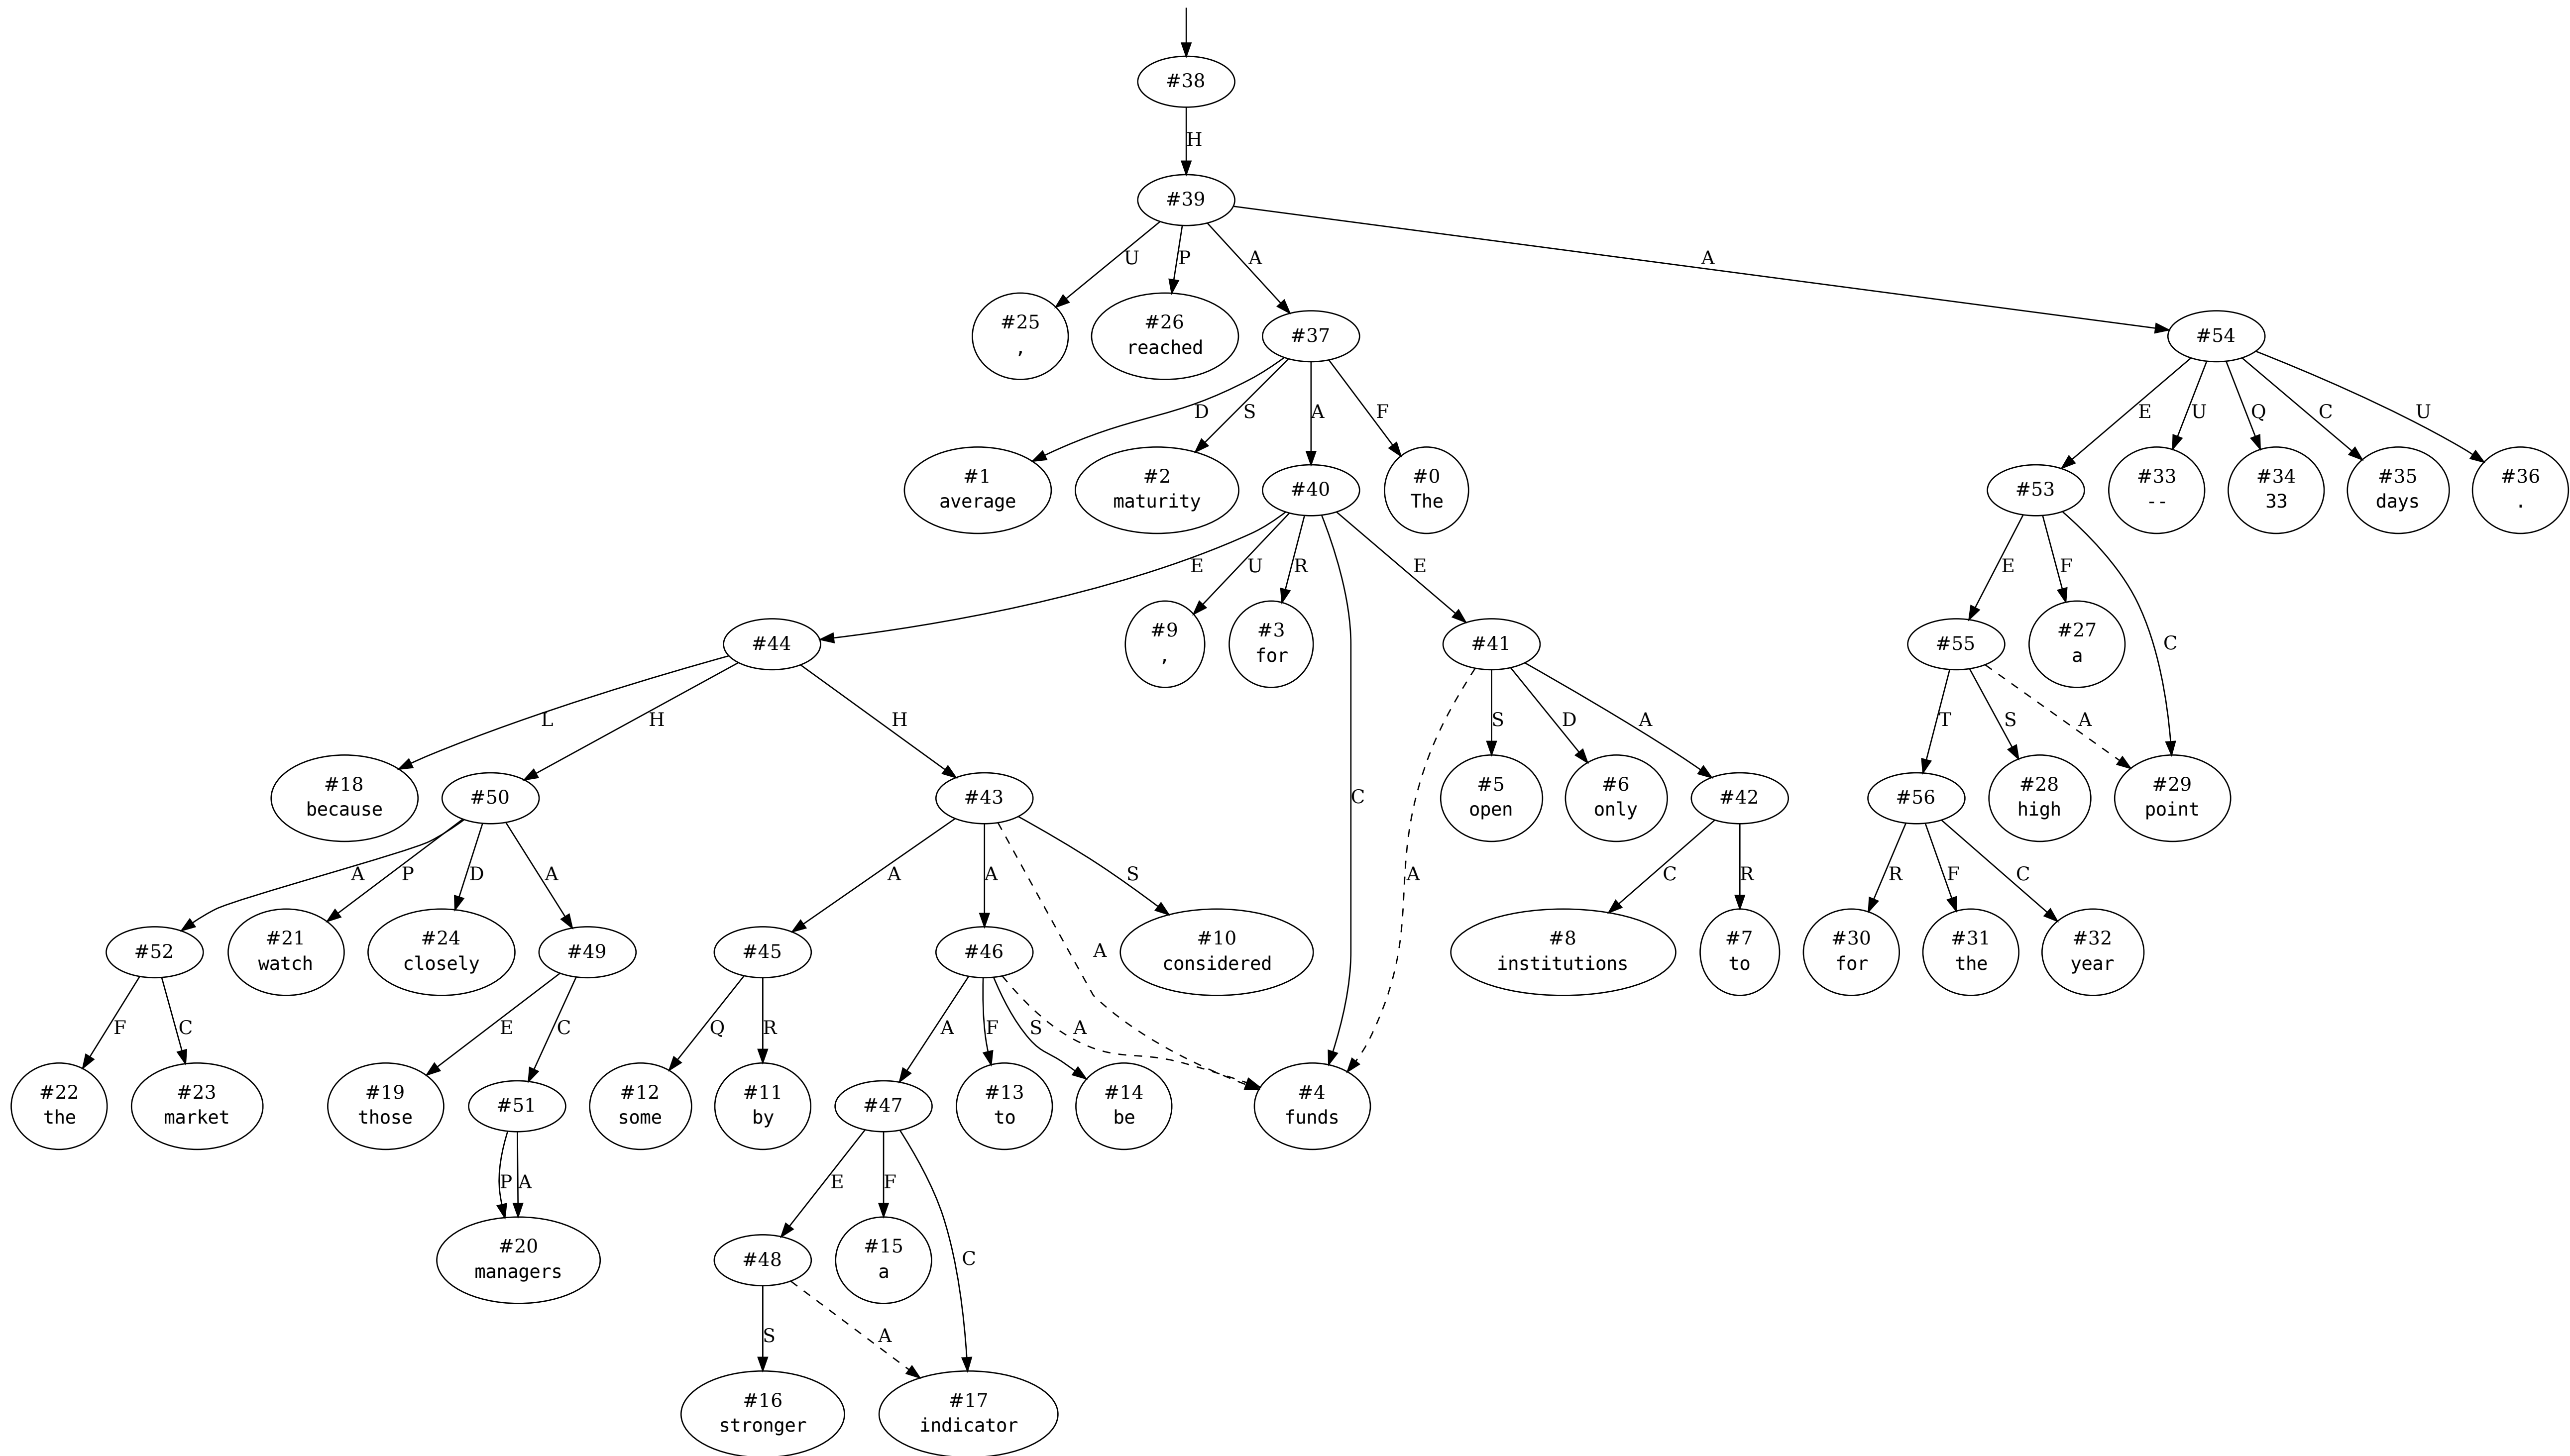 #38
H
#39
U P A A
#25
,
#26
reached
#37
#54
D S A F E U Q C U
#1
average
#2
maturity
#40
#0
The
#53
#33
--
#34
33
#35
days
#36
.
E U R C E E F C
#44
#9
,
#3
for
#41
#55
#27
a
L H H S D A A T S A
#18
because
#50
#43
#5
open
#6
only
#42
#56
#28
high
#29
point
A P D A A A A S C R R F C
#52
#21
watch
#24
closely
#49
#45
#46
#10
considered
#8
institutions
#7
to
#30
for
#31
the
#32
year
F C E C Q R A F S A
#22
the
#23
market
#19
those
#51
#12
some
#11
by
#47
#13
to
#14
be
#4
funds
P A E F C
#20
managers
#48
#15
a
S A
#16
stronger
#17
indicator